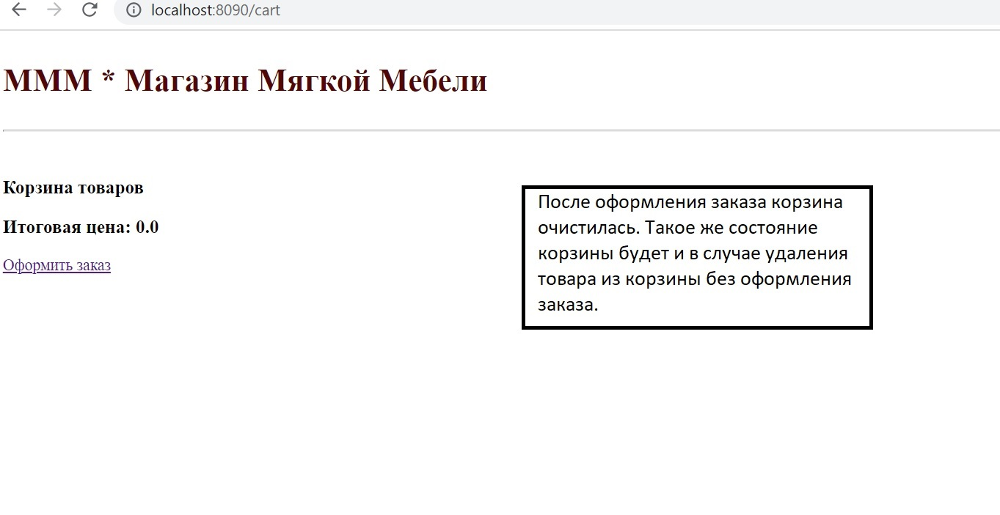 localhost:8090/cart
МММ * Магазин Мягкой Мебели
Корзина товаров
Итоговая цена: 0.0
Оформить заказ
После оформления заказа корзина
очистилась. Такое же состояние
корзины будет и в случае удаления
товара из корзины без оформления
заказа.